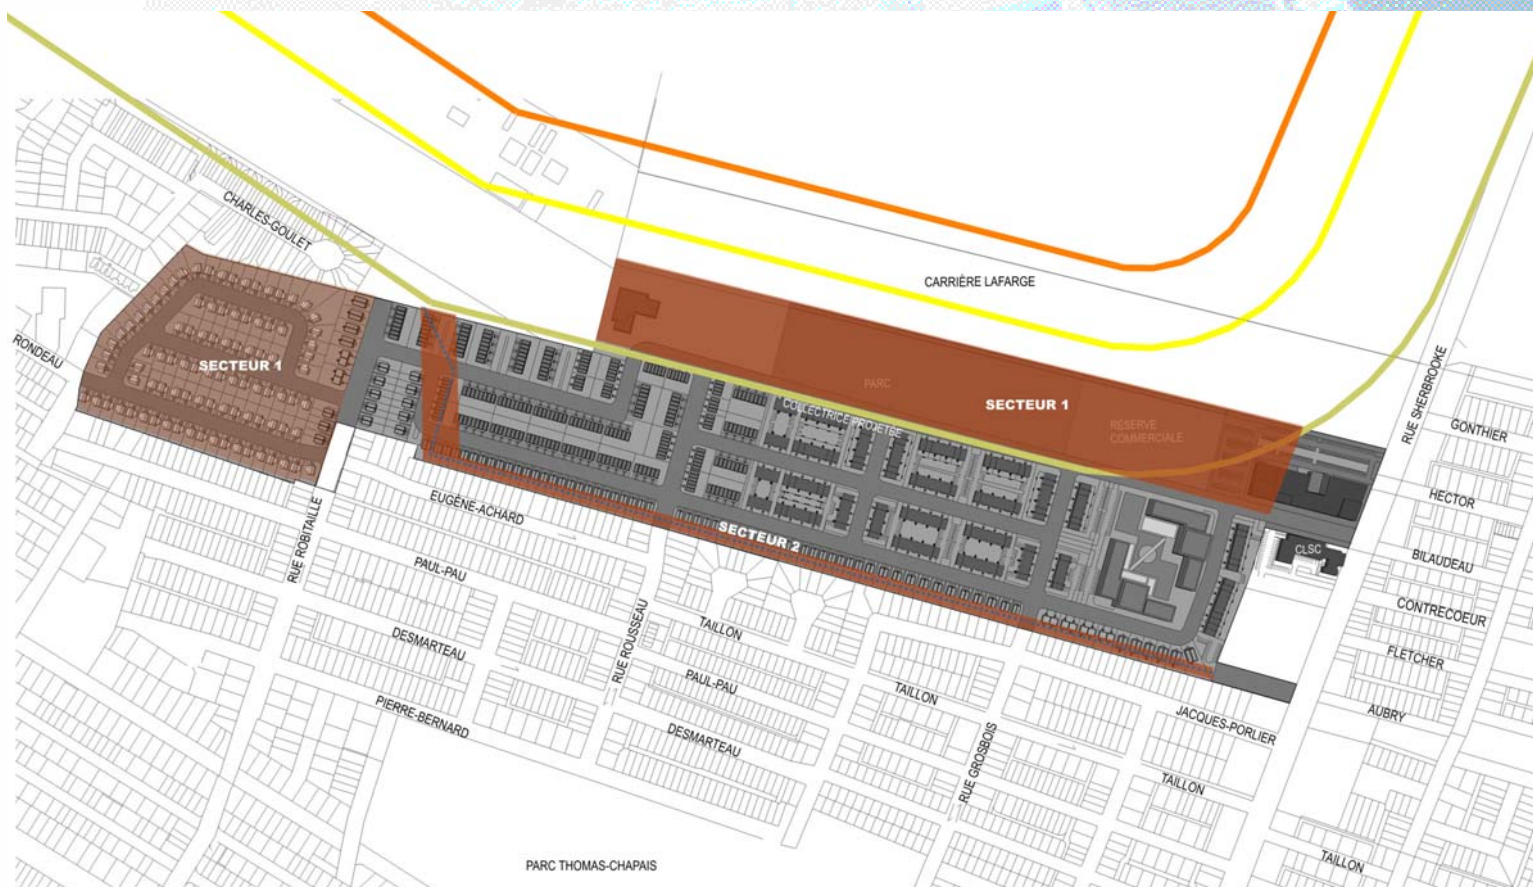 CHARLES-GOULET
RONDEAU
SECTEUR 1
CARRIÈRE LAFARGE
PARC
SECTEUR 1
COLLECTRICE PROJETÉE
RÉSERVE
COMMERCIALE
RUE SHERBROOKE
GONTHIER
HECTOR
BILAUDEAU
CONTRECOEUR
FLETCHER
AUBRY
CLSC
RUE ROBITAILLE
EUGÈNE-ACHARD
SECTEUR 2
PAUL-PAU
DESMARTEAU
PIERRE-BERNARD
RUE ROUSSEAU
TAILLON
PAUL-PAU
DESMARTEAU
TAILLON
RUE GROSBOIS
JACQUES-PORLIER
TAILLON
TAILLON
PARC THOMAS-CHAPAIS